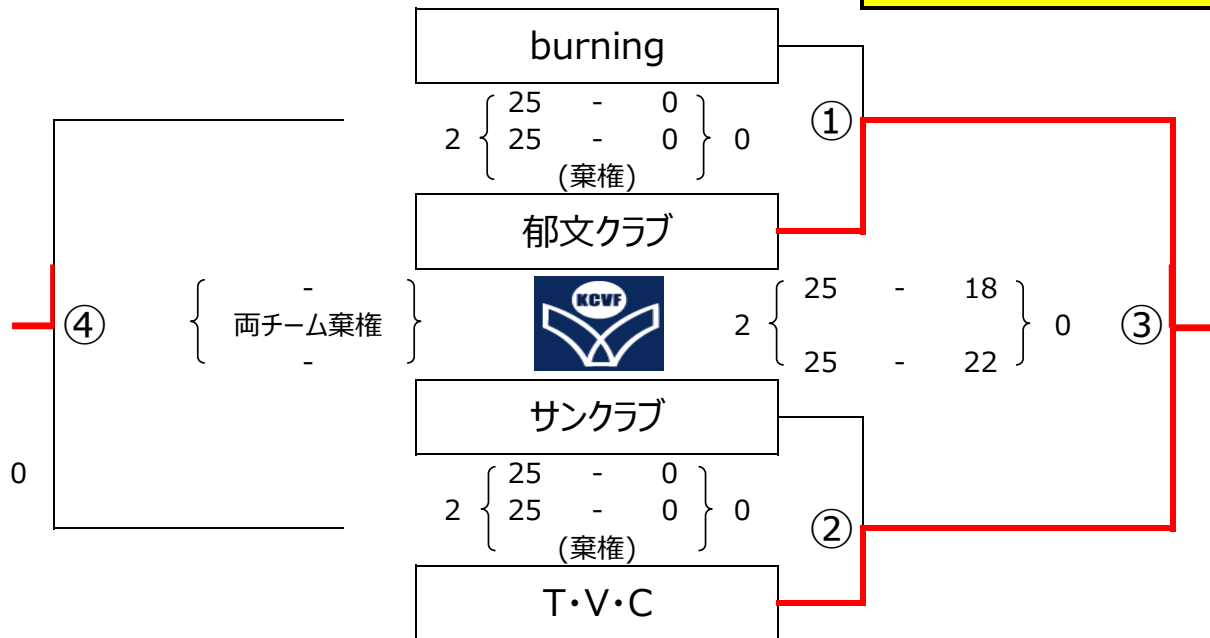 burning
25 - 0
2 25 - 0 0
(棄権)
①
郁文クラブ
④
-
両チーム棄権
-
KCVF
25 - 18
2 0
25 - 22
③
サンクラブ
0
25 - 0
2 25 - 0 0
(棄権)
②
T・V・C